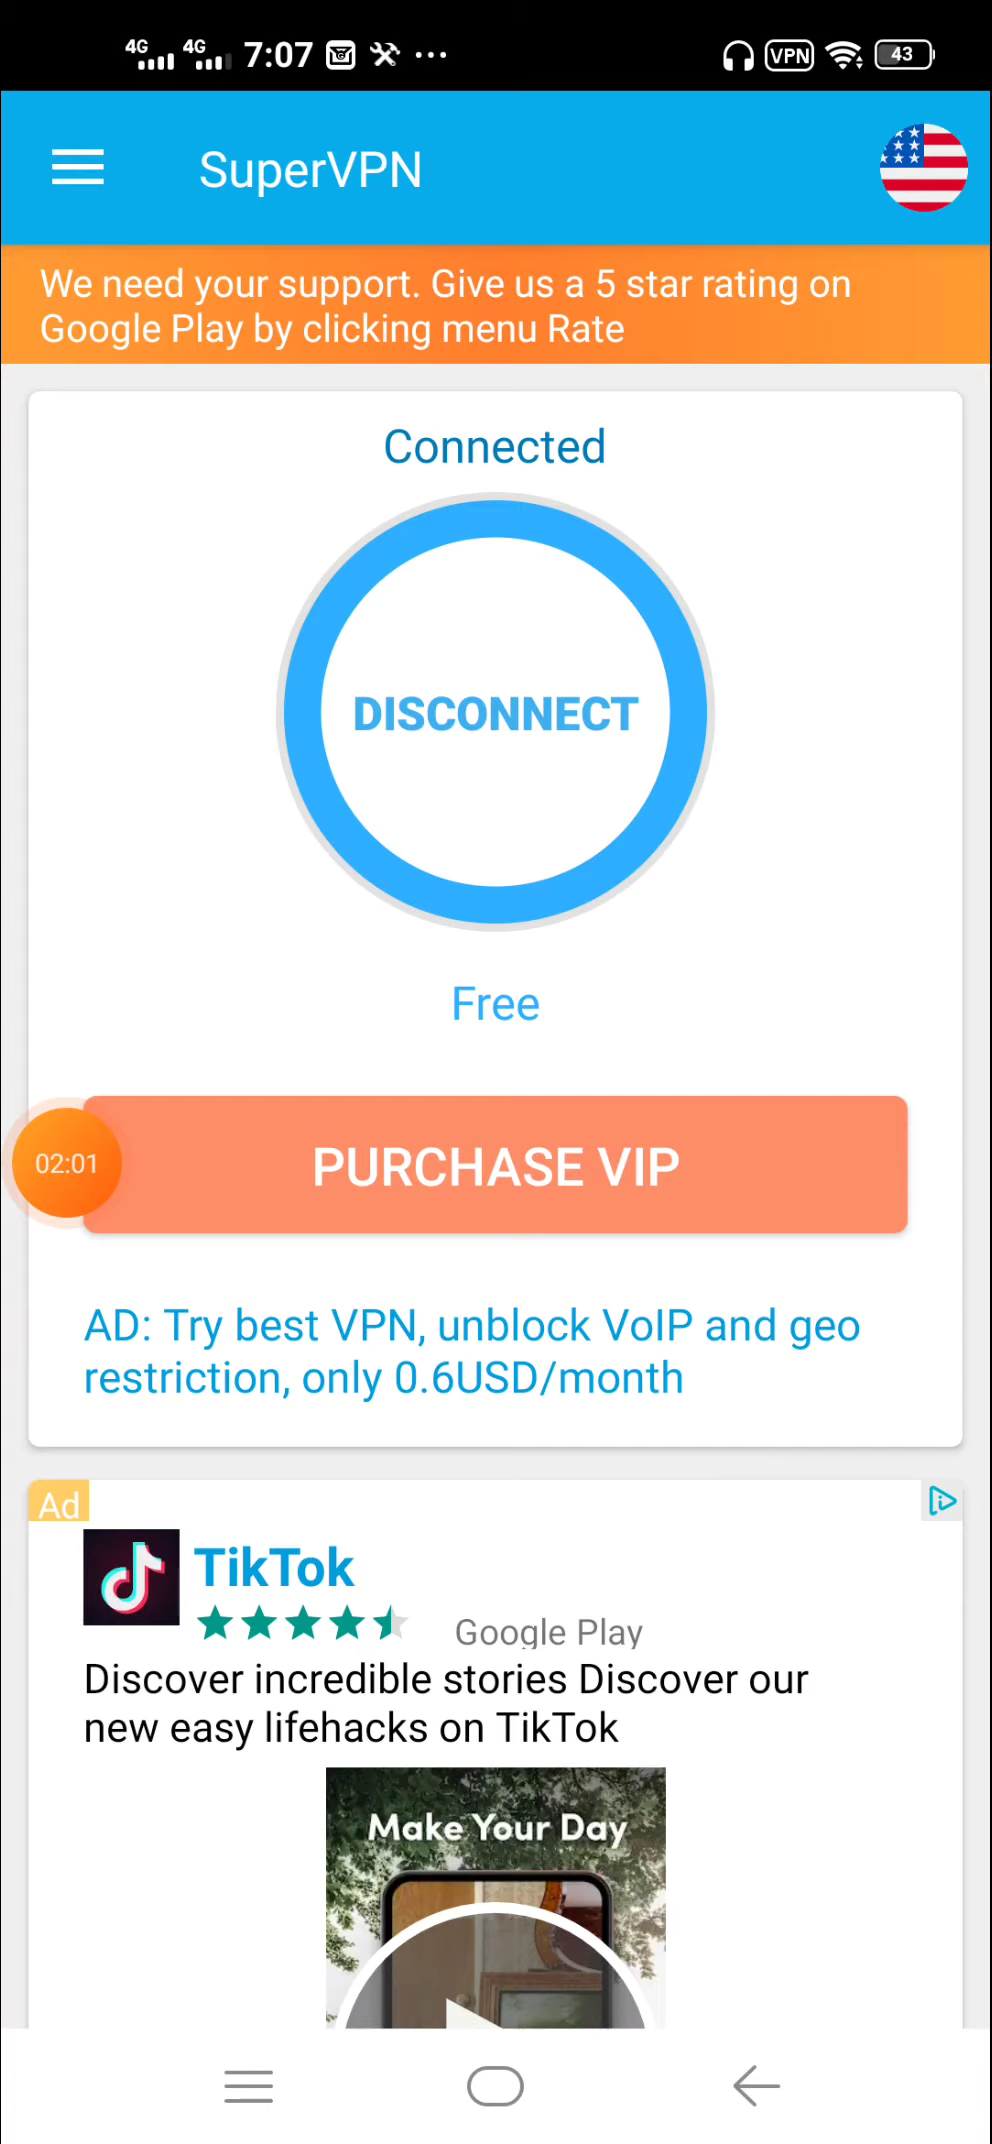 4G 4G 7:07 VPN 43
SuperVPN
We need your support. Give us a 5 star rating on
Google Play by clicking menu Rate
Connected
DISCONNECT
Free
02:01
PURCHASE VIP
AD: Try best VPN, unblock VoIP and geo
restriction, only 0.6USD/month
Ad
TikTok
Google Play
Discover incredible stories Discover our
new easy lifehacks on TikTok
Make Your Day